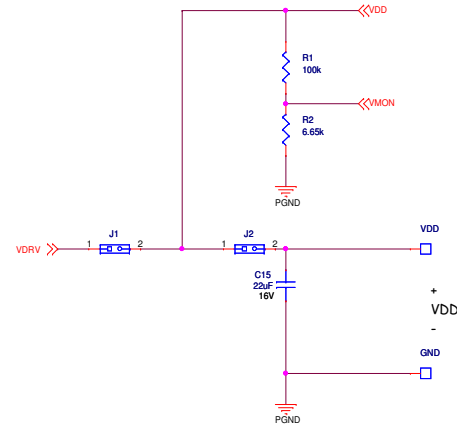 VDD
R1
100k
VMON
R2
6.65k
PGND
J1
J2
VDD
VDRV
1
2
1
2
C15
22uF
16V
+
VDD
-
GND
PGND